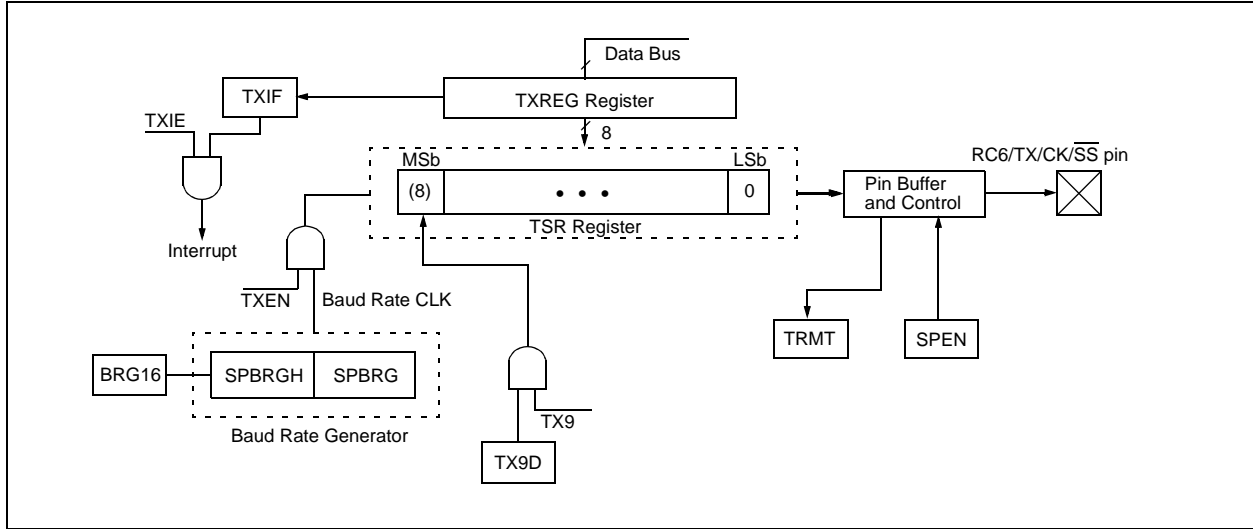 Data Bus
TXIF
TXREG Register
TXIE
8
MSb
LSb
RC6/TX/CK/S̅S̅ pin
(8)
• • •
0
Pin Buffer
and Control
TSR Register
Interrupt
TXEN
Baud Rate CLK
TRMT
SPEN
BRG16
SPBRGH
SPBRG
TX9
Baud Rate Generator
TX9D